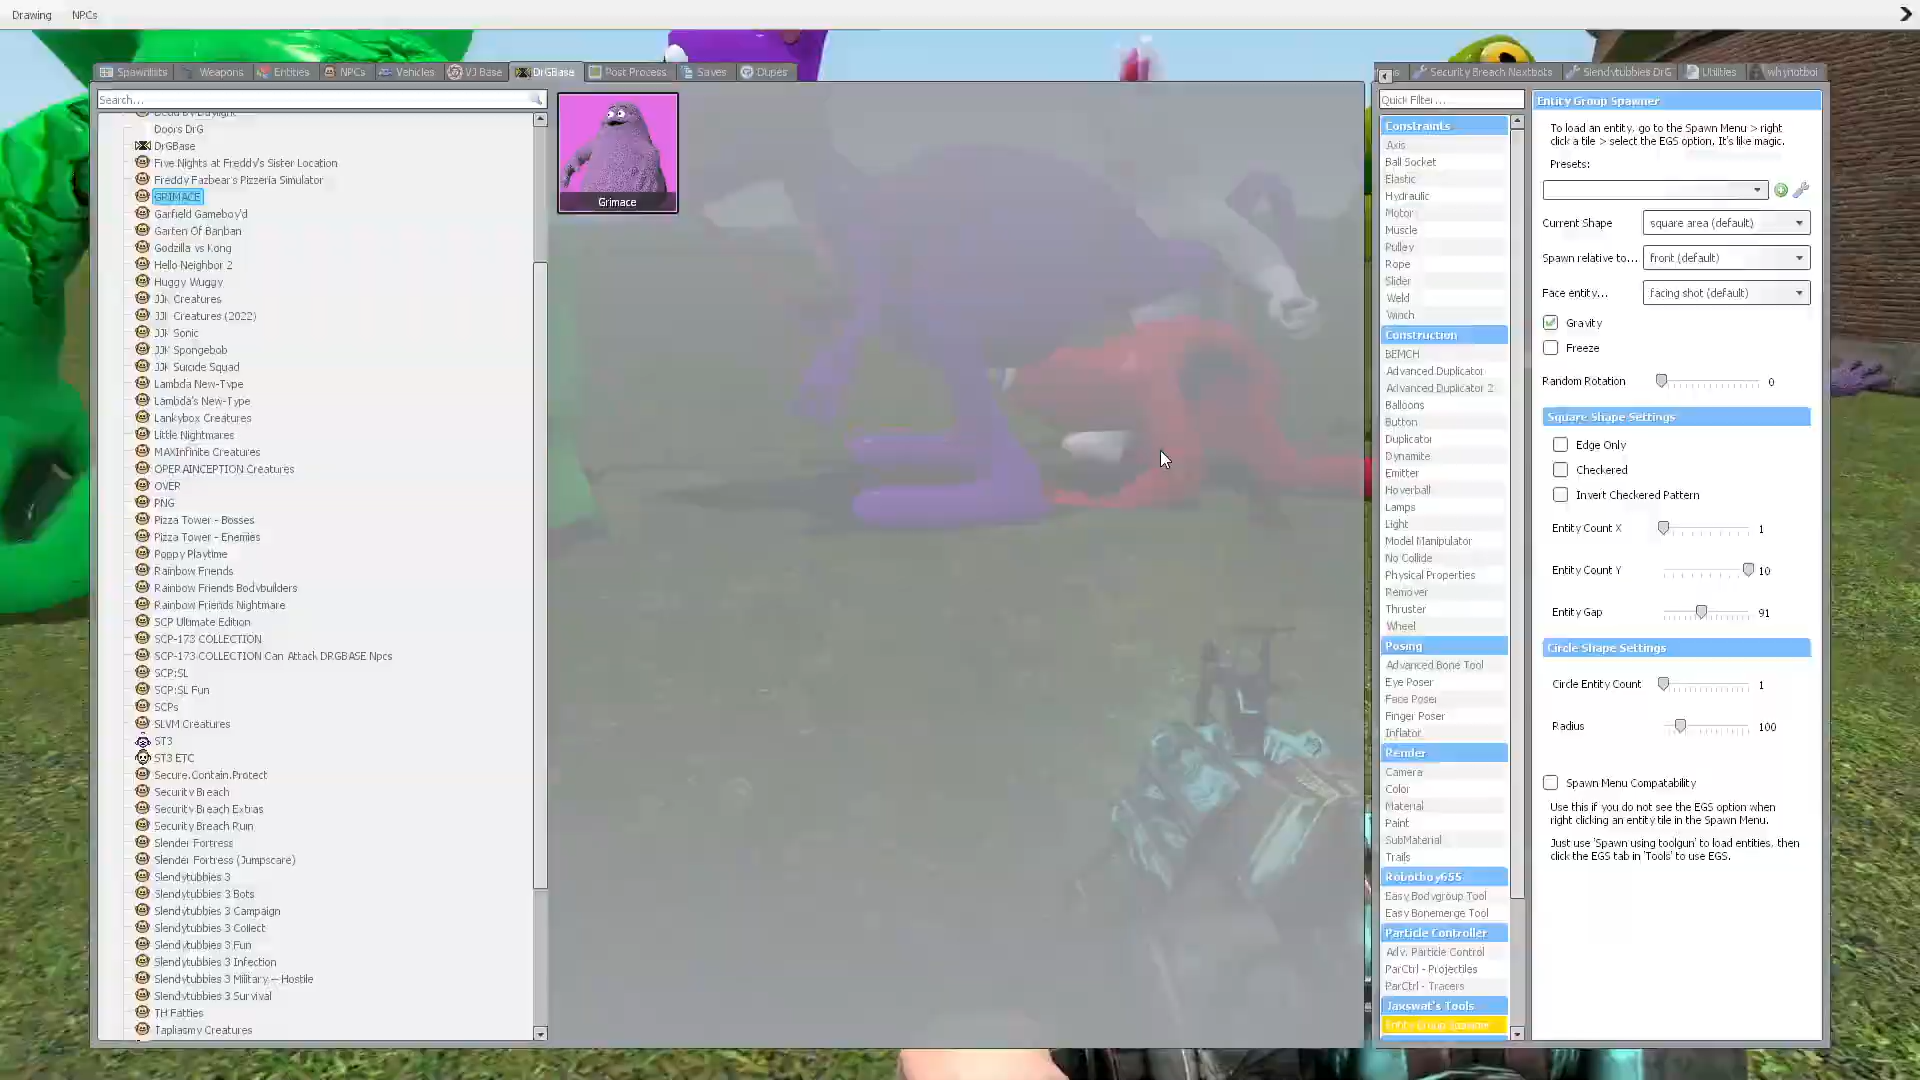 Drawing NPCs
Spawnlists Weapons Entities NPCs Vehicles VJ Base DrGBase Post Process Saves Dupes
Security Breach Nextbots Slendytubbies DrG Utilities whynotboi
Search...
Dead By Daylight
Doors DrG
DrGBase
Five Nights at Freddy's Sister Location
Freddy Fazbear's Pizzeria Simulator
GRIMACE
Garfield Gameboy'd
Garten Of Banban
Godzilla vs Kong
Hello Neighbor 2
Huggy Wuggy
JJK Creatures
JJK Creatures (2022)
JJK Sonic
JJK Spongebob
JJK Suicide Squad
Lambda New-Type
Lambda's New-Type
Lankybox Creatures
Little Nightmares
MAXInfinite Creatures
OPERAINCEPTION Creatures
OVER
PNG
Pizza Tower - Bosses
Pizza Tower - Enemies
Poppy Playtime
Rainbow Friends
Rainbow Friends Bodybuilders
Rainbow Friends Nightmare
SCP Ultimate Edition
SCP-173 COLLECTION
SCP-173 COLLECTION Can Attack DRGBASE Npcs
SCP:SL
SCP:SL Fun
SCPs
SLVM Creatures
ST3
ST3 ETC
Secure.Contain.Protect
Security Breach
Security Breach Extras
Security Breach Ruin
Slender Fortress
Slender Fortress (Jumpscare)
Slendytubbies 3
Slendytubbies 3 Bots
Slendytubbies 3 Campaign
Slendytubbies 3 Collect
Slendytubbies 3 Fun
Slendytubbies 3 Infection
Slendytubbies 3 Military -- Hostile
Slendytubbies 3 Survival
TH Fatties
Tapliasmy Creatures
Grimace
Quick Filter ...
Constraints
Axis
Ball Socket
Elastic
Hydraulic
Motor
Muscle
Pulley
Rope
Slider
Weld
Winch
Construction
BEMCH
Advanced Duplicator
Advanced Duplicator 2
Balloons
Button
Duplicator
Dynamite
Emitter
Hoverball
Lamps
Light
Model Manipulator
No Collide
Physical Properties
Remover
Thruster
Wheel
Posing
Advanced Bone Tool
Eye Poser
Face Poser
Finger Poser
Inflator
Render
Camera
Color
Material
Paint
SubMaterial
Trails
Robotboy655
Easy Bodygroup Tool
Easy Bonemerge Tool
Particle Controller
Adv. Particle Control
ParCtrl - Projectiles
ParCtrl - Tracers
Jaxswat's Tools
Entity Group Spawner
Entity Group Spawner
To load an entity, go to the Spawn Menu > right
click a tile > select the EGS option. It's like magic.
Presets:
Current Shape square area (default)
Spawn relative to... front (default)
Face entity... facing shot (default)
Gravity
Freeze
Random Rotation 0
Square Shape Settings
Edge Only
Checkered
Invert Checkered Pattern
Entity Count X 1
Entity Count Y 10
Entity Gap 91
Circle Shape Settings
Circle Entity Count 1
Radius 100
Spawn Menu Compatability
Use this if you do not see the EGS option when
right clicking an entity tile in the Spawn Menu.
Just use 'Spawn using toolgun' to load entities, then
click the EGS tab in 'Tools' to use EGS.